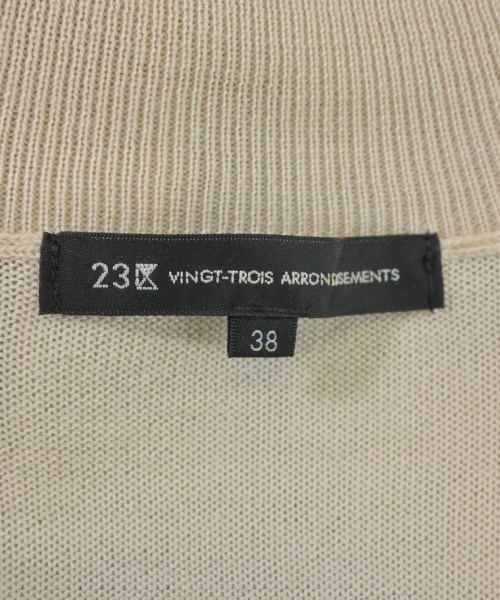 23区 VINGT-TROIS ARRONDISSEMENTS
38